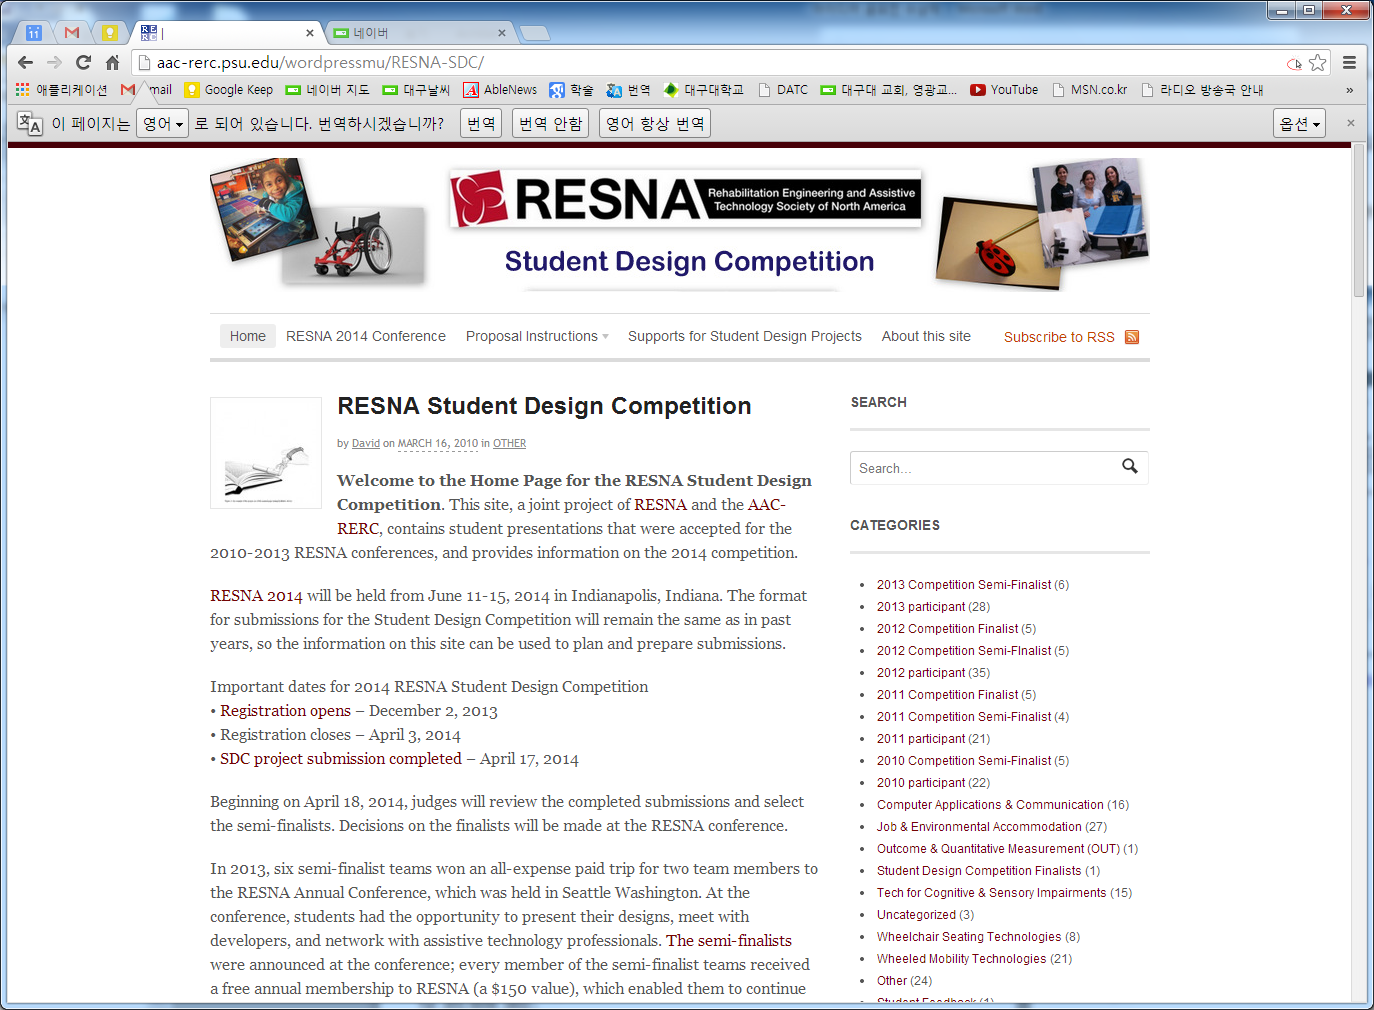 네이버
aac-rerc.psu.edu/wordpressmu/RESNA-SDC/
애플리케이션 mail Google Keep 네이버 지도 대구날씨 AbleNews 학술 번역 대구대학교 DATC 대구대 교회, 영광교... YouTube MSN.co.kr 라디오 방송국 안내 »
이 페이지는 영어 로 되어 있습니다. 번역하시겠습니까? 번역 번역 안함 영어 항상 번역 옵션
RESNA Rehabilitation Engineering and Assistive
Technology Society of North America
Student Design Competition
Home RESNA 2014 Conference Proposal Instructions Supports for Student Design Projects About this site Subscribe to RSS
RESNA Student Design Competition
by David on MARCH 16, 2010 in OTHER
Welcome to the Home Page for the RESNA Student Design
Competition. This site, a joint project of RESNA and the AAC-
RERC, contains student presentations that were accepted for the
2010-2013 RESNA conferences, and provides information on the 2014 competition.
RESNA 2014 will be held from June 11-15, 2014 in Indianapolis, Indiana. The format
for submissions for the Student Design Competition will remain the same as in past
years, so the information on this site can be used to plan and prepare submissions.
Important dates for 2014 RESNA Student Design Competition
• Registration opens – December 2, 2013
• Registration closes – April 3, 2014
• SDC project submission completed – April 17, 2014
Beginning on April 18, 2014, judges will review the completed submissions and select
the semi-finalists. Decisions on the finalists will be made at the RESNA conference.
In 2013, six semi-finalist teams won an all-expense paid trip for two team members to
the RESNA Annual Conference, which was held in Seattle Washington. At the
conference, students had the opportunity to present their designs, meet with
developers, and network with assistive technology professionals. The semi-finalists
were announced at the conference; every member of the semi-finalist teams received
a free annual membership to RESNA (a $150 value), which enabled them to continue
SEARCH
Search...
CATEGORIES
• 2013 Competition Semi-Finalist (6)
• 2013 participant (28)
• 2012 Competition Finalist (5)
• 2012 Competition Semi-FInalist (5)
• 2012 participant (35)
• 2011 Competition Finalist (5)
• 2011 Competition Semi-Finalist (4)
• 2011 participant (21)
• 2010 Competition Semi-Finalist (5)
• 2010 participant (22)
• Computer Applications & Communication (16)
• Job & Environmental Accommodation (27)
• Outcome & Quantitative Measurement (OUT) (1)
• Student Design Competition Finalists (1)
• Tech for Cognitive & Sensory Impairments (15)
• Uncategorized (3)
• Wheelchair Seating Technologies (8)
• Wheeled Mobility Technologies (21)
• Other (24)
• Student Feedback (1)